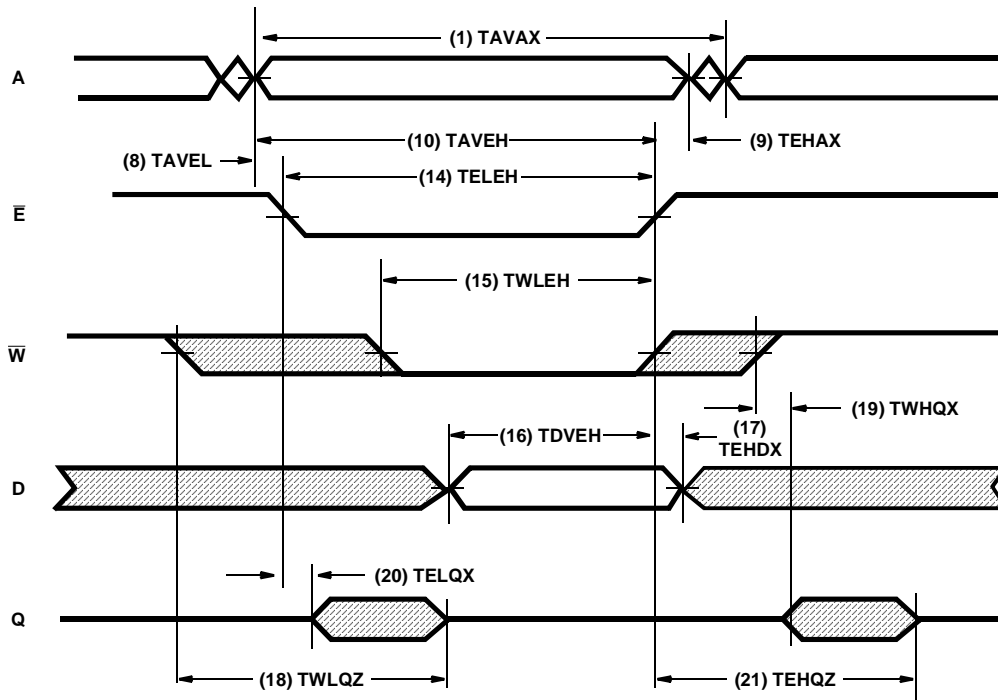 (1) TAVAX
A
(10) TAVEH
(9) TEHAX
(8) TAVEL
(14) TELEH
E̅
(15) TWLEH
W̅
(19) TWHQX
(16) TDVEH
(17)
TEHDX
D
(20) TELQX
Q
(18) TWLQZ
(21) TEHQZ